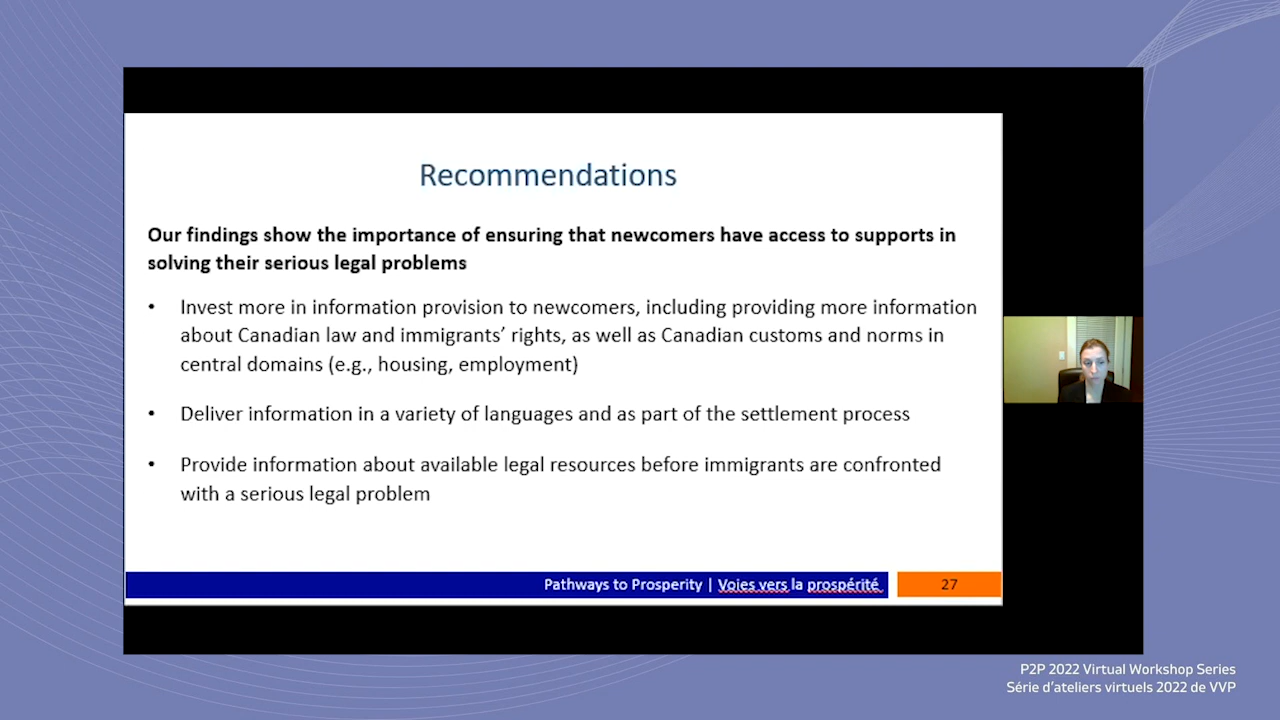 Recommendations
Our findings show the importance of ensuring that newcomers have access to supports in
solving their serious legal problems
• Invest more in information provision to newcomers, including providing more information
about Canadian law and immigrants’ rights, as well as Canadian customs and norms in
central domains (e.g., housing, employment)
• Deliver information in a variety of languages and as part of the settlement process
• Provide information about available legal resources before immigrants are confronted
with a serious legal problem
Pathways to Prosperity | Voies vers la prospérité
27
P2P 2022 Virtual Workshop Series
Série d’ateliers virtuels 2022 de VVP